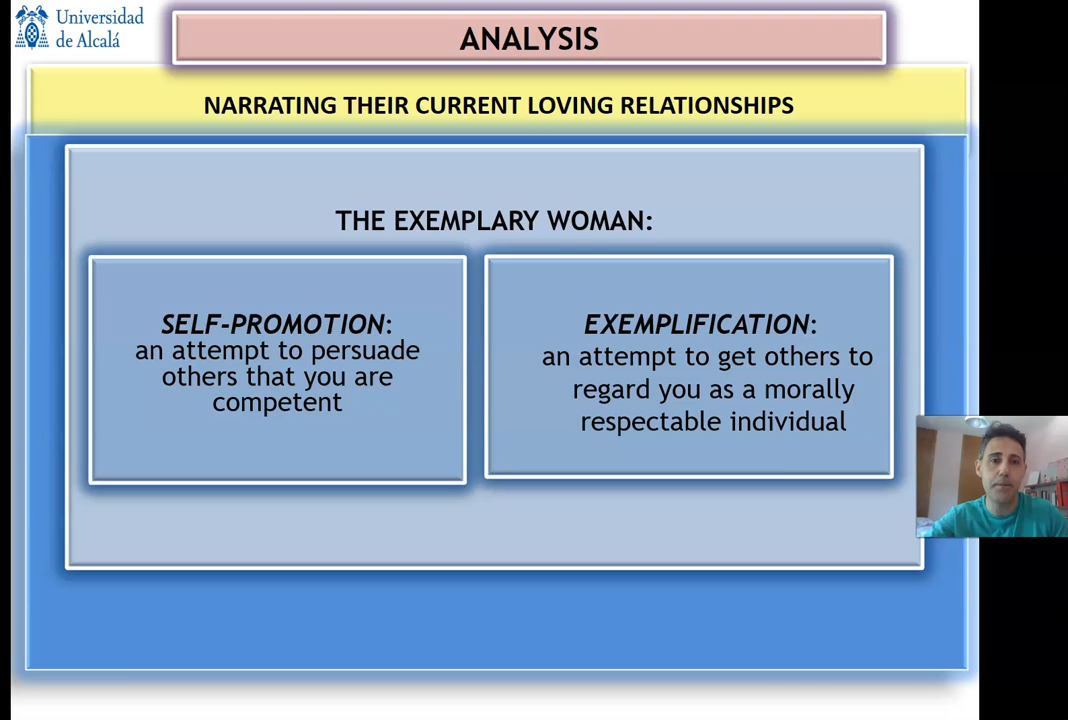 Universidad
de Alcalá
ANALYSIS
NARRATING THEIR CURRENT LOVING RELATIONSHIPS
THE EXEMPLARY WOMAN:
SELF-PROMOTION:
an attempt to persuade
others that you are
competent
EXEMPLIFICATION:
an attempt to get others to
regard you as a morally
respectable individual